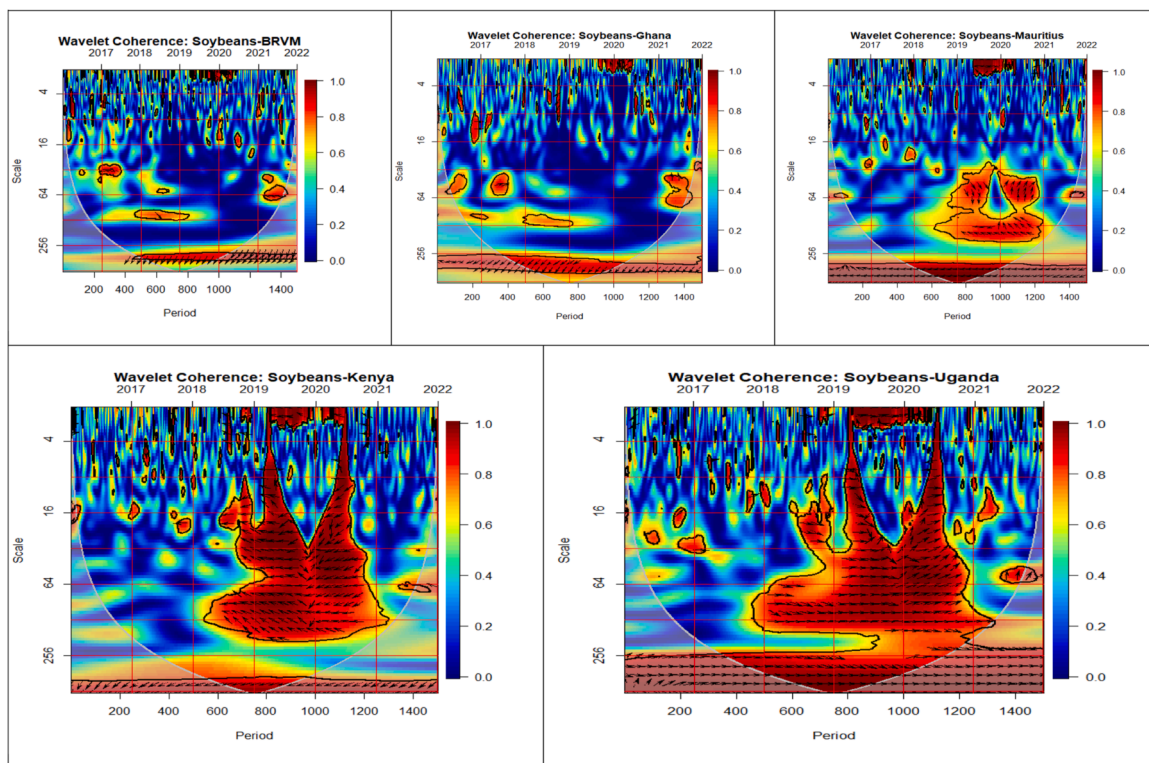 Wavelet Coherence: Soybeans-BRVM
2017 2018 2019 2020 2021 2022
Scale
4
16
64
256
1.0
0.8
0.6
0.4
0.2
0.0
200 400 600 800 1000 1400
Period
Wavelet Coherence: Soybeans-Ghana
2017 2018 2019 2020 2021 2022
Scale
4
16
64
256
1.0
0.8
0.6
0.4
0.2
0.0
200 400 600 800 1000 1400
Period
Wavelet Coherence: Soybeans-Mauritius
2017 2018 2019 2020 2021 2022
Scale
4
16
64
256
1.0
0.8
0.6
0.4
0.2
0.0
200 400 600 800 1000 1400
Period
Wavelet Coherence: Soybeans-Kenya
2017 2018 2019 2020 2021 2022
Scale
4
16
64
256
1.0
0.8
0.6
0.4
0.2
0.0
200 400 600 800 1000 1400
Period
Wavelet Coherence: Soybeans-Uganda
2017 2018 2019 2020 2021 2022
Scale
4
16
64
256
1.0
0.8
0.6
0.4
0.2
0.0
200 400 600 800 1000 1400
Period